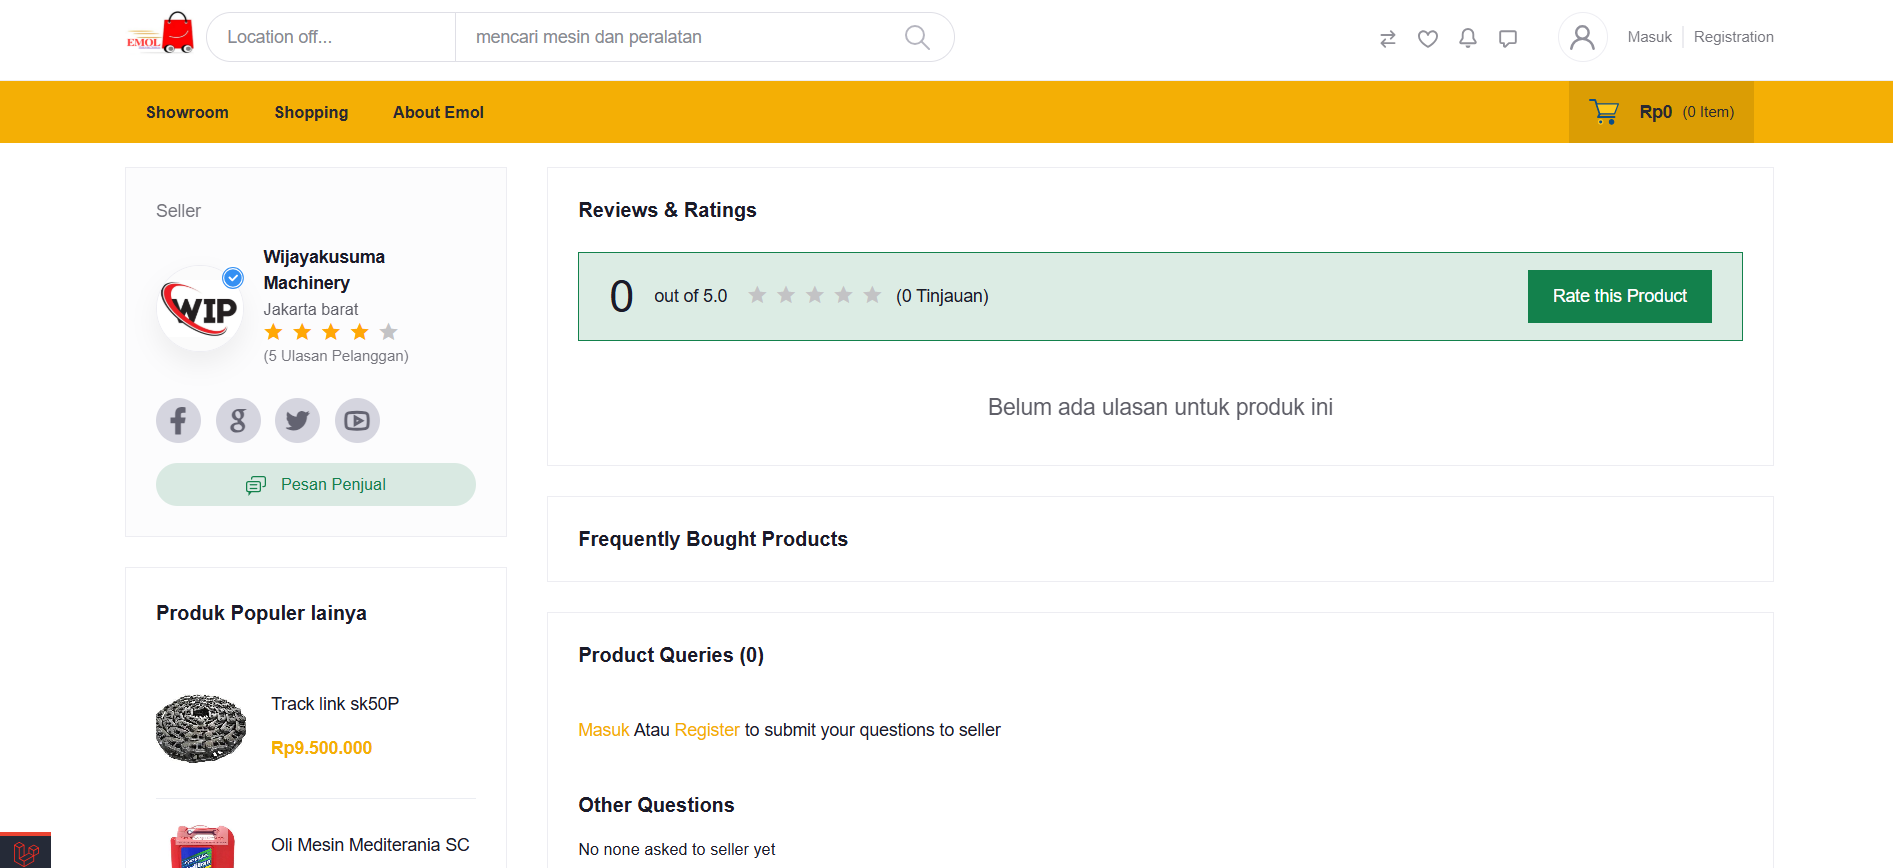 EMOL
Location off...
mencari mesin dan peralatan
Masuk
Registration
Showroom
Shopping
About Emol
Rp0 (0 Item)
Seller
WIP
Wijayakusuma
Machinery
Jakarta barat
(5 Ulasan Pelanggan)
Pesan Penjual
Produk Populer lainya
Track link sk50P
Rp9.500.000
Oli Mesin Mediterania SC
Reviews & Ratings
0 out of 5.0 (0 Tinjauan)
Rate this Product
Belum ada ulasan untuk produk ini
Frequently Bought Products
Product Queries (0)
Masuk Atau Register to submit your questions to seller
Other Questions
No none asked to seller yet